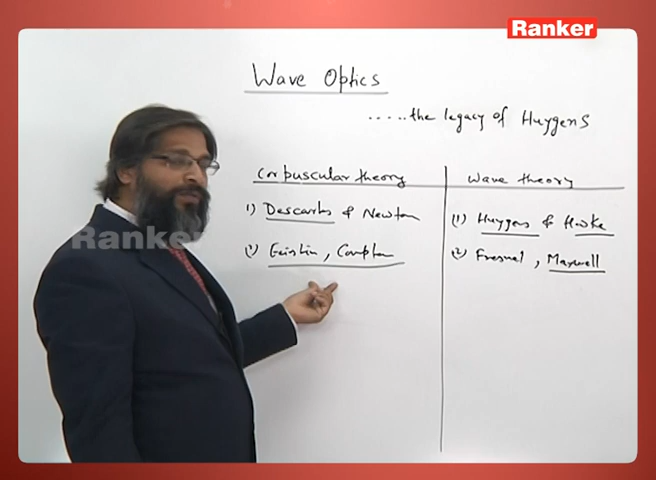 Ranker
Wave Optics
.....the legacy of Huygens
Corpuscular theory
1) Descartes & Newton
(2) Einstin, Compton
Wave theory
(1) Huygens & Hooke
(2) Fresnel, Maxwell
Ranker